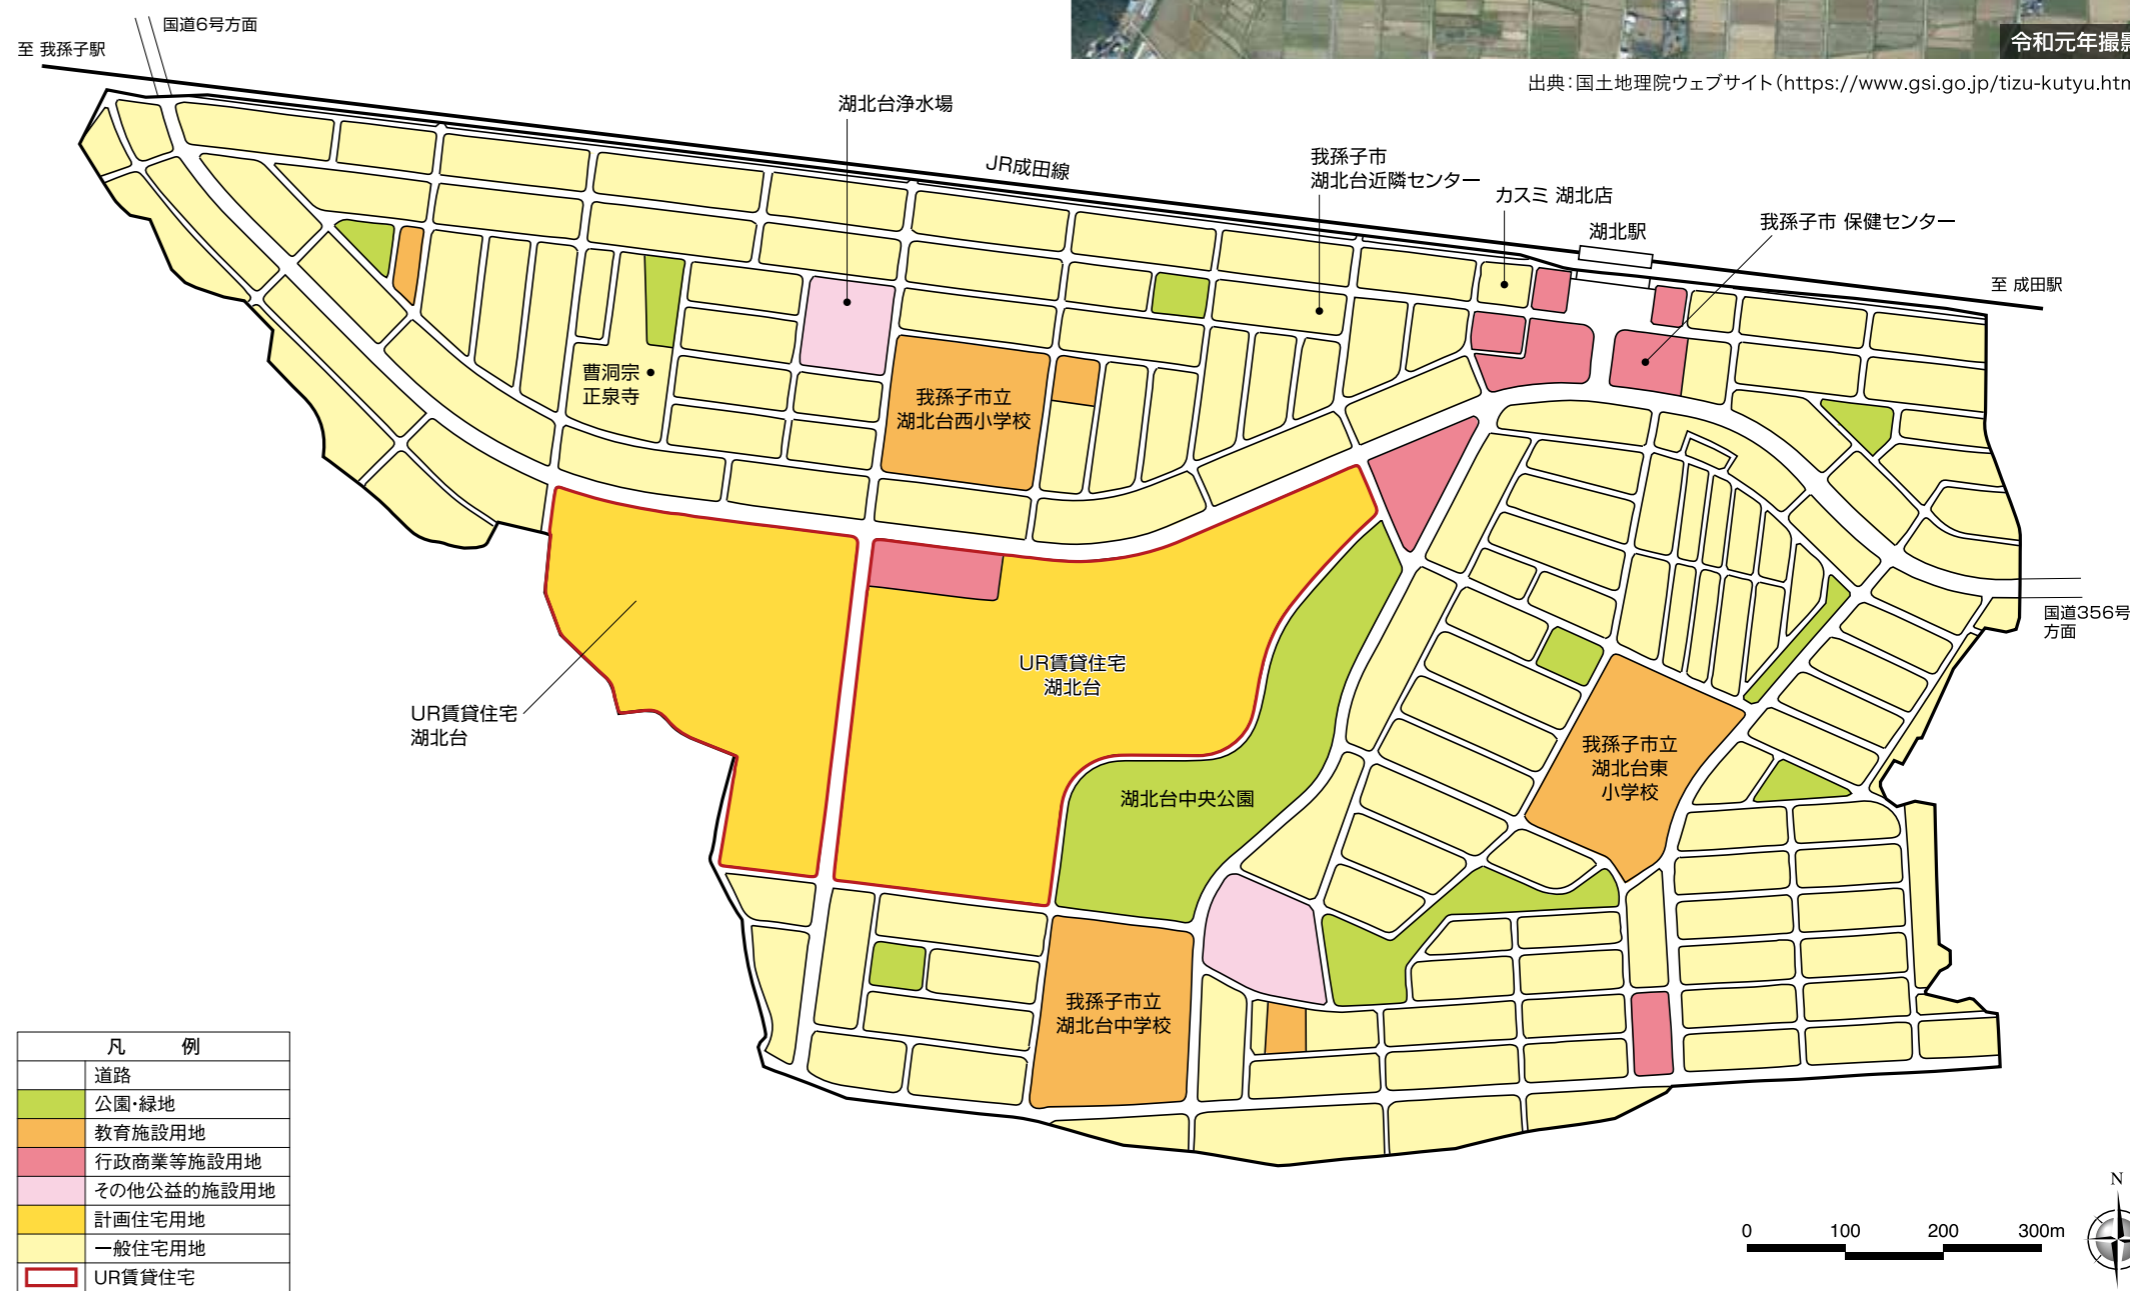 国道6号方面
至 我孫子駅
令和元年撮影
出典：国土地理院ウェブサイト（https://www.gsi.go.jp/tizu-kutyu.htm
湖北台浄水場
JR成田線
我孫子市
湖北台近隣センター
カスミ 湖北店
湖北駅
我孫子市 保健センター
至 成田駅
曹洞宗
正泉寺
我孫子市立
湖北台西小学校
国道356号
方面
UR賃貸住宅
湖北台
UR賃貸住宅
湖北台
我孫子市立
湖北台東
小学校
湖北台中央公園
我孫子市立
湖北台中学校
凡 例
道路
公園・緑地
教育施設用地
行政商業等施設用地
その他公益的施設用地
計画住宅用地
一般住宅用地
UR賃貸住宅
0 100 200 300m
N